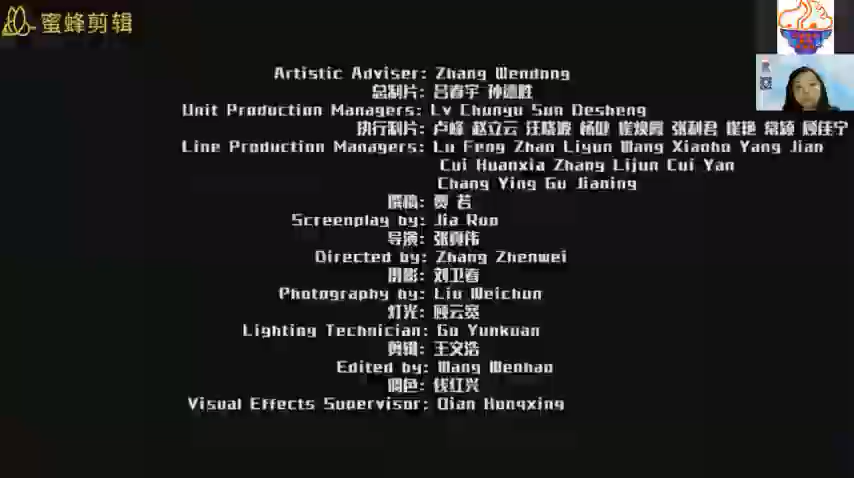 蜜蜂剪辑
Artistic Adviser: Zhang Wendong
总制片: 吕春宇 孙德胜
Unit Production Managers: Lv Chunyu Sun Desheng
执行制片: 卢峰 赵立云 汪晓波 杨健 崔焕霞 张利君 崔艳 常颖 顾佳宁
Line Production Managers: Lu Feng Zhao Liyun Wang Xiaobo Yang Jian
Cui Huanxia Zhang Lijun Cui Yan
Chang Ying Gu Jianing
撰稿: 贾 若
Screenplay by: Jia Ruo
导演: 张真伟
Directed by: Zhang Zhenwei
摄影: 刘卫春
Photography by: Liu Weichun
灯光: 顾云宽
Lighting Technician: Gu Yunkuan
剪辑: 王文浩
Edited by: Wang Wenhao
调色: 钱红兴
Visual Effects Supervisor: Qian Hongxing